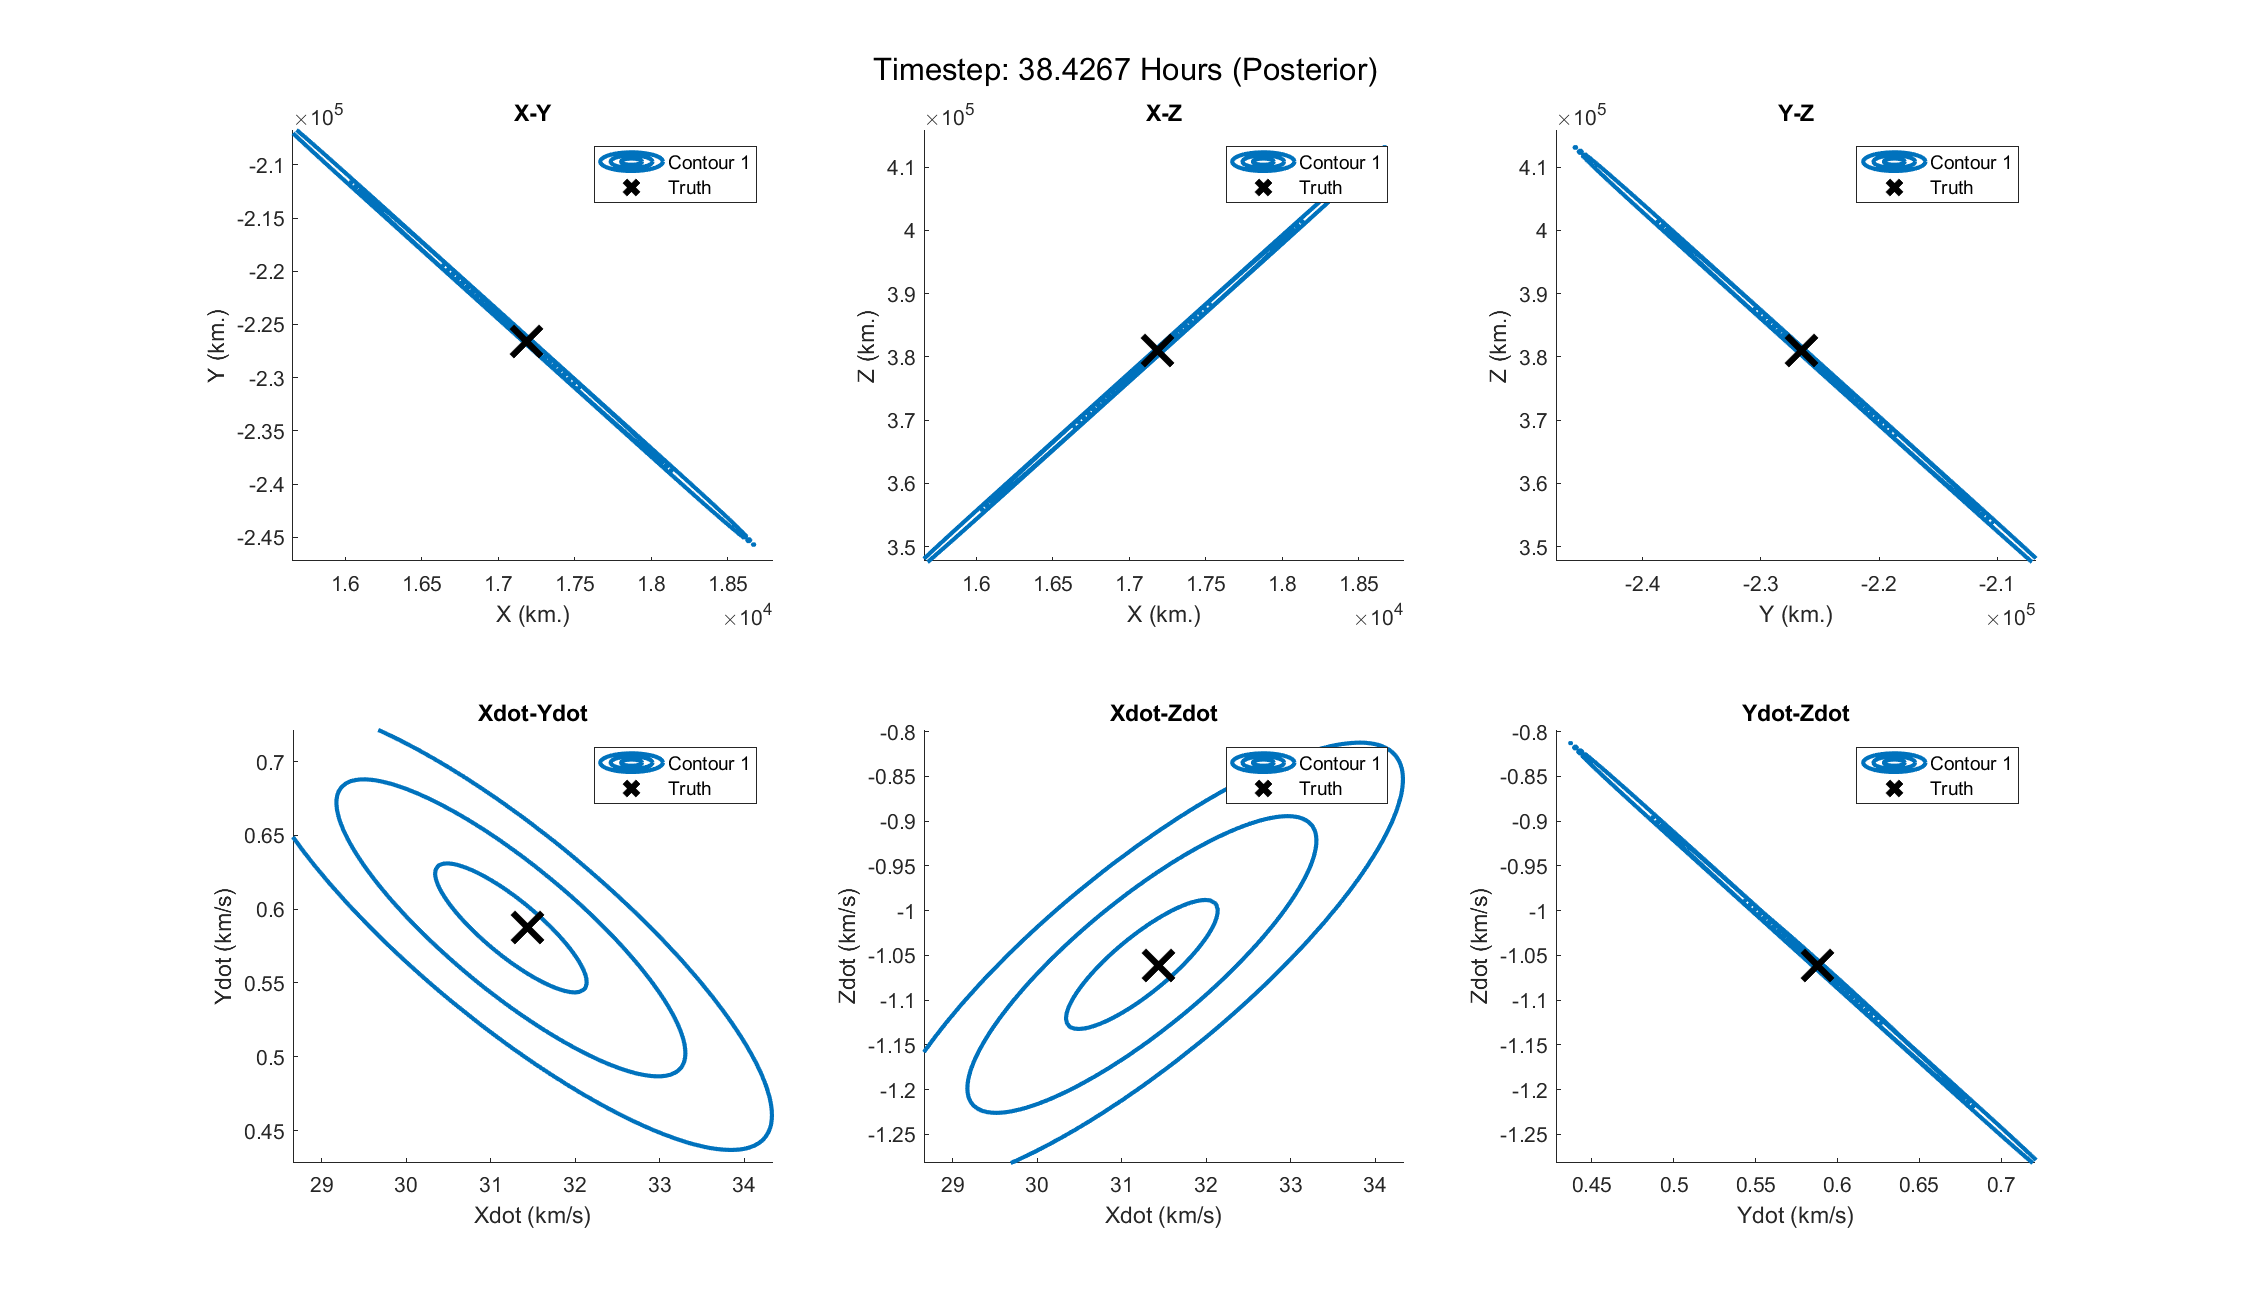 Timestep: 38.4267 Hours (Posterior)
X-Y
×10^5
-2.1
-2.15
-2.2
-2.25
-2.3
-2.35
-2.4
-2.45
Y (km.)
1.6 1.65 1.7 1.75 1.8 1.85
X (km.)
×10^4
Contour 1
Truth
X-Z
×10^5
4.1
4
3.9
3.8
3.7
3.6
3.5
Z (km.)
1.6 1.65 1.7 1.75 1.8 1.85
X (km.)
×10^4
Contour 1
Truth
Y-Z
×10^5
4.1
4
3.9
3.8
3.7
3.6
3.5
Z (km.)
-2.4 -2.3 -2.2 -2.1
Y (km.)
×10^5
Contour 1
Truth
Xdot-Ydot
0.7
0.65
0.6
0.55
0.5
0.45
Ydot (km/s)
29 30 31 32 33 34
Xdot (km/s)
Contour 1
Truth
Xdot-Zdot
-0.8
-0.85
-0.9
-0.95
-1
-1.05
-1.1
-1.15
-1.2
-1.25
Zdot (km/s)
29 30 31 32 33 34
Xdot (km/s)
Contour 1
Truth
Ydot-Zdot
-0.8
-0.85
-0.9
-0.95
-1
-1.05
-1.1
-1.15
-1.2
-1.25
Zdot (km/s)
0.45 0.5 0.55 0.6 0.65 0.7
Ydot (km/s)
Contour 1
Truth